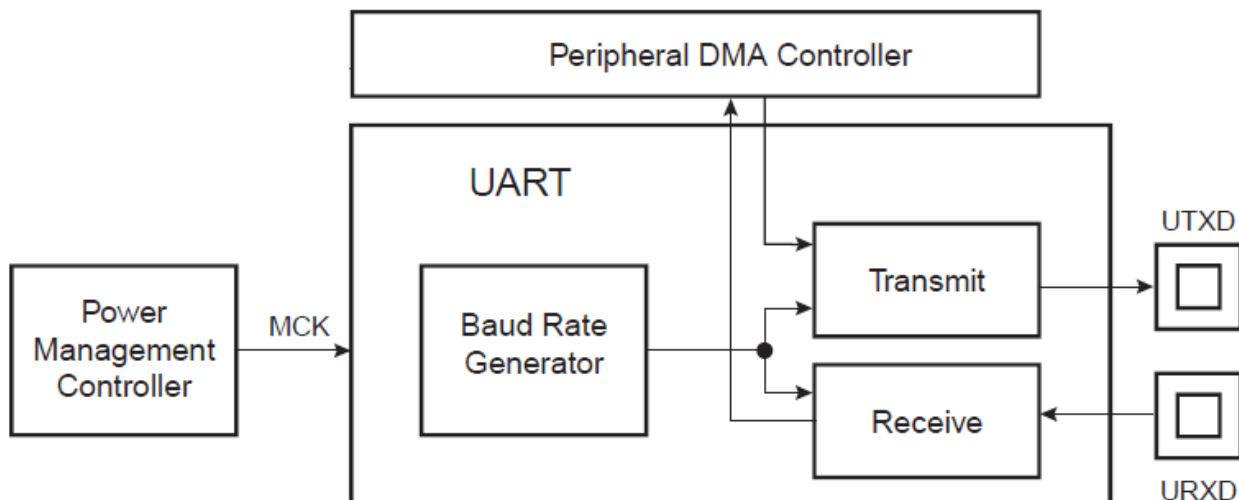 Peripheral DMA Controller
UART
UTXD
Transmit
Power
Management
Controller
MCK
Baud Rate
Generator
Receive
URXD